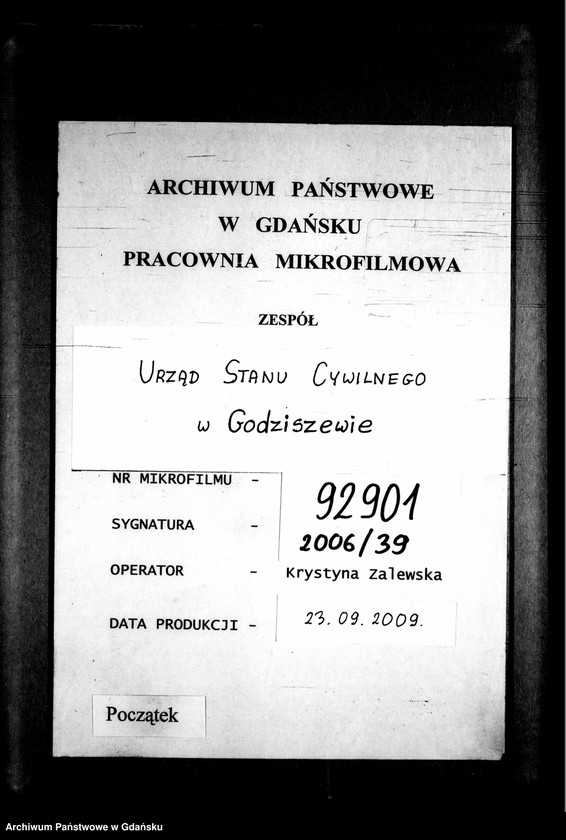 ARCHIWUM PAŃSTWOWE
W GDAŃSKU
PRACOWNIA MIKROFILMOWA
ZESPÓŁ
URZĄD STANU CYWILNEGO
w Godziszewie
NR MIKROFILMU - 92901
SYGNATURA - 2006/39
OPERATOR - Krystyna Zalewska
DATA PRODUKCJI - 23.09.2009.
Początek
Archiwum Państwowe w Gdańsku